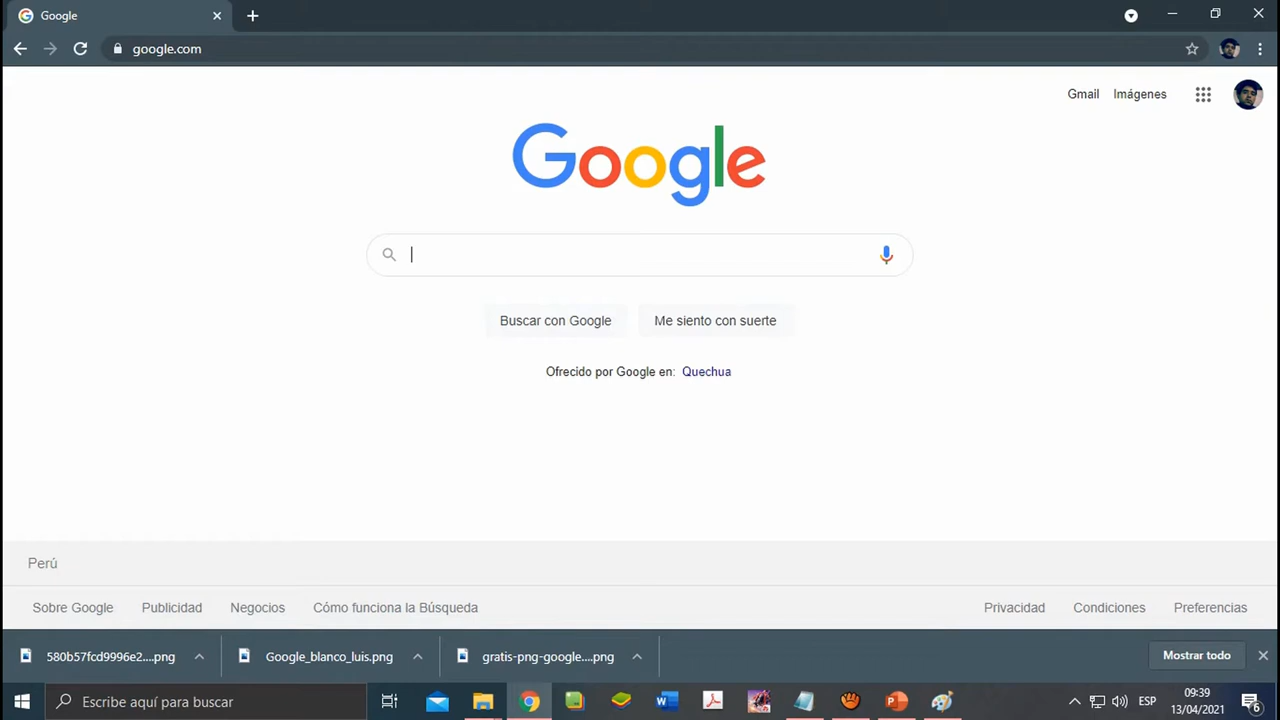 Google
google.com
Gmail Imágenes
Google
Buscar con Google Me siento con suerte
Ofrecido por Google en: Quechua
Perú
Sobre Google Publicidad Negocios Cómo funciona la Búsqueda Privacidad Condiciones Preferencias
580b57fcd9996e2....png Google_blanco_luis.png gratis-png-google....png Mostrar todo
Escribe aquí para buscar ESP 09:39
13/04/2021 6